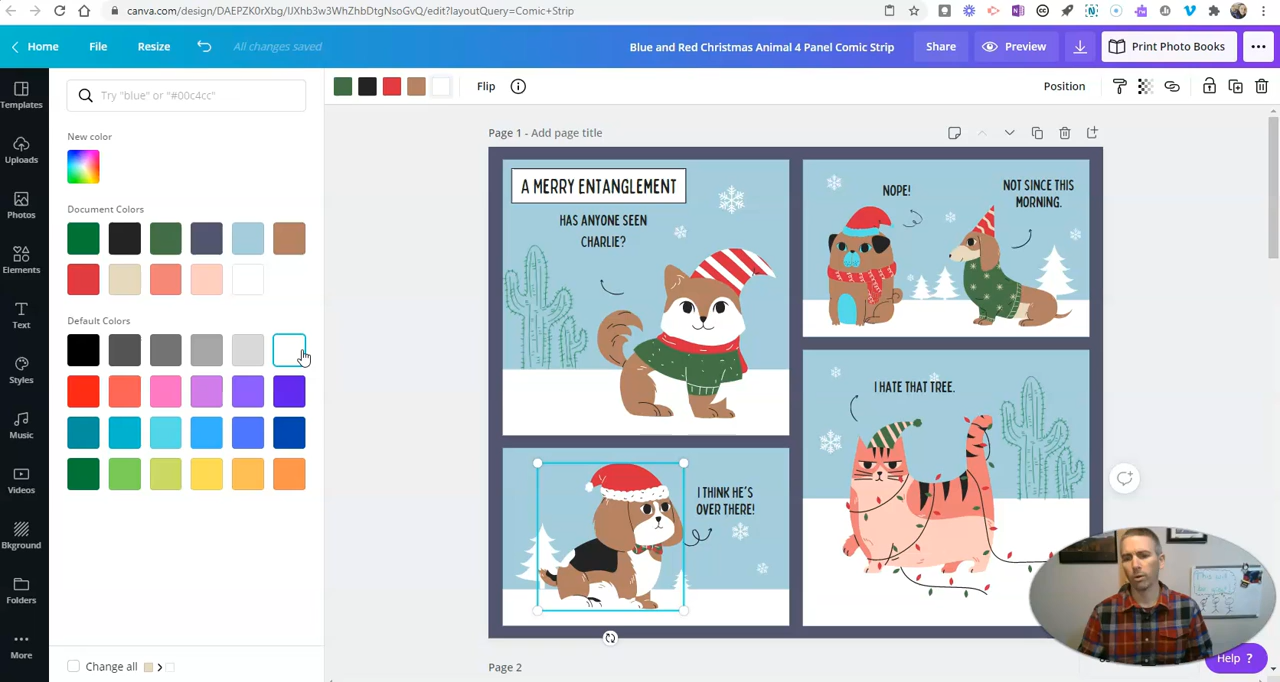 canva.com/design/DAEPZK0rXbg/IJXhb3w3WhZhbDtgNsoGvQ/edit?layoutQuery=Comic+Strip
Home
File
Resize
All changes saved
Blue and Red Christmas Animal 4 Panel Comic Strip
Share
Preview
Print Photo Books
Templates
Uploads
Photos
Elements
Text
Styles
Music
Videos
Bkground
Folders
More
Try "blue" or "#00c4cc"
New color
Document Colors
Default Colors
Change all
Flip
Position
Page 1 - Add page title
A MERRY ENTANGLEMENT
HAS ANYONE SEEN
CHARLIE?
NOPE!
NOT SINCE THIS
MORNING.
I THINK HE'S
OVER THERE!
I HATE THAT TREE.
Page 2
Help ?